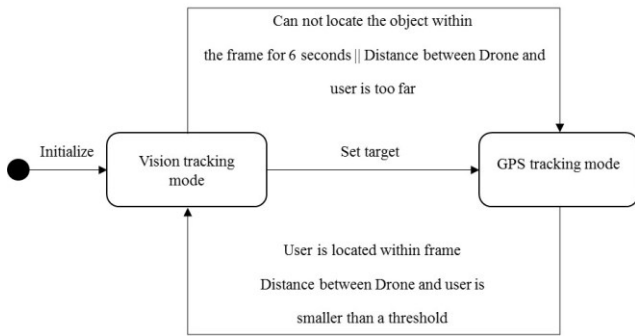 Can not locate the object within
the frame for 6 seconds || Distance between Drone and
user is too far
Initialize
Vision tracking
mode
Set target
GPS tracking mode
User is located within frame
Distance between Drone and user is
smaller than a threshold